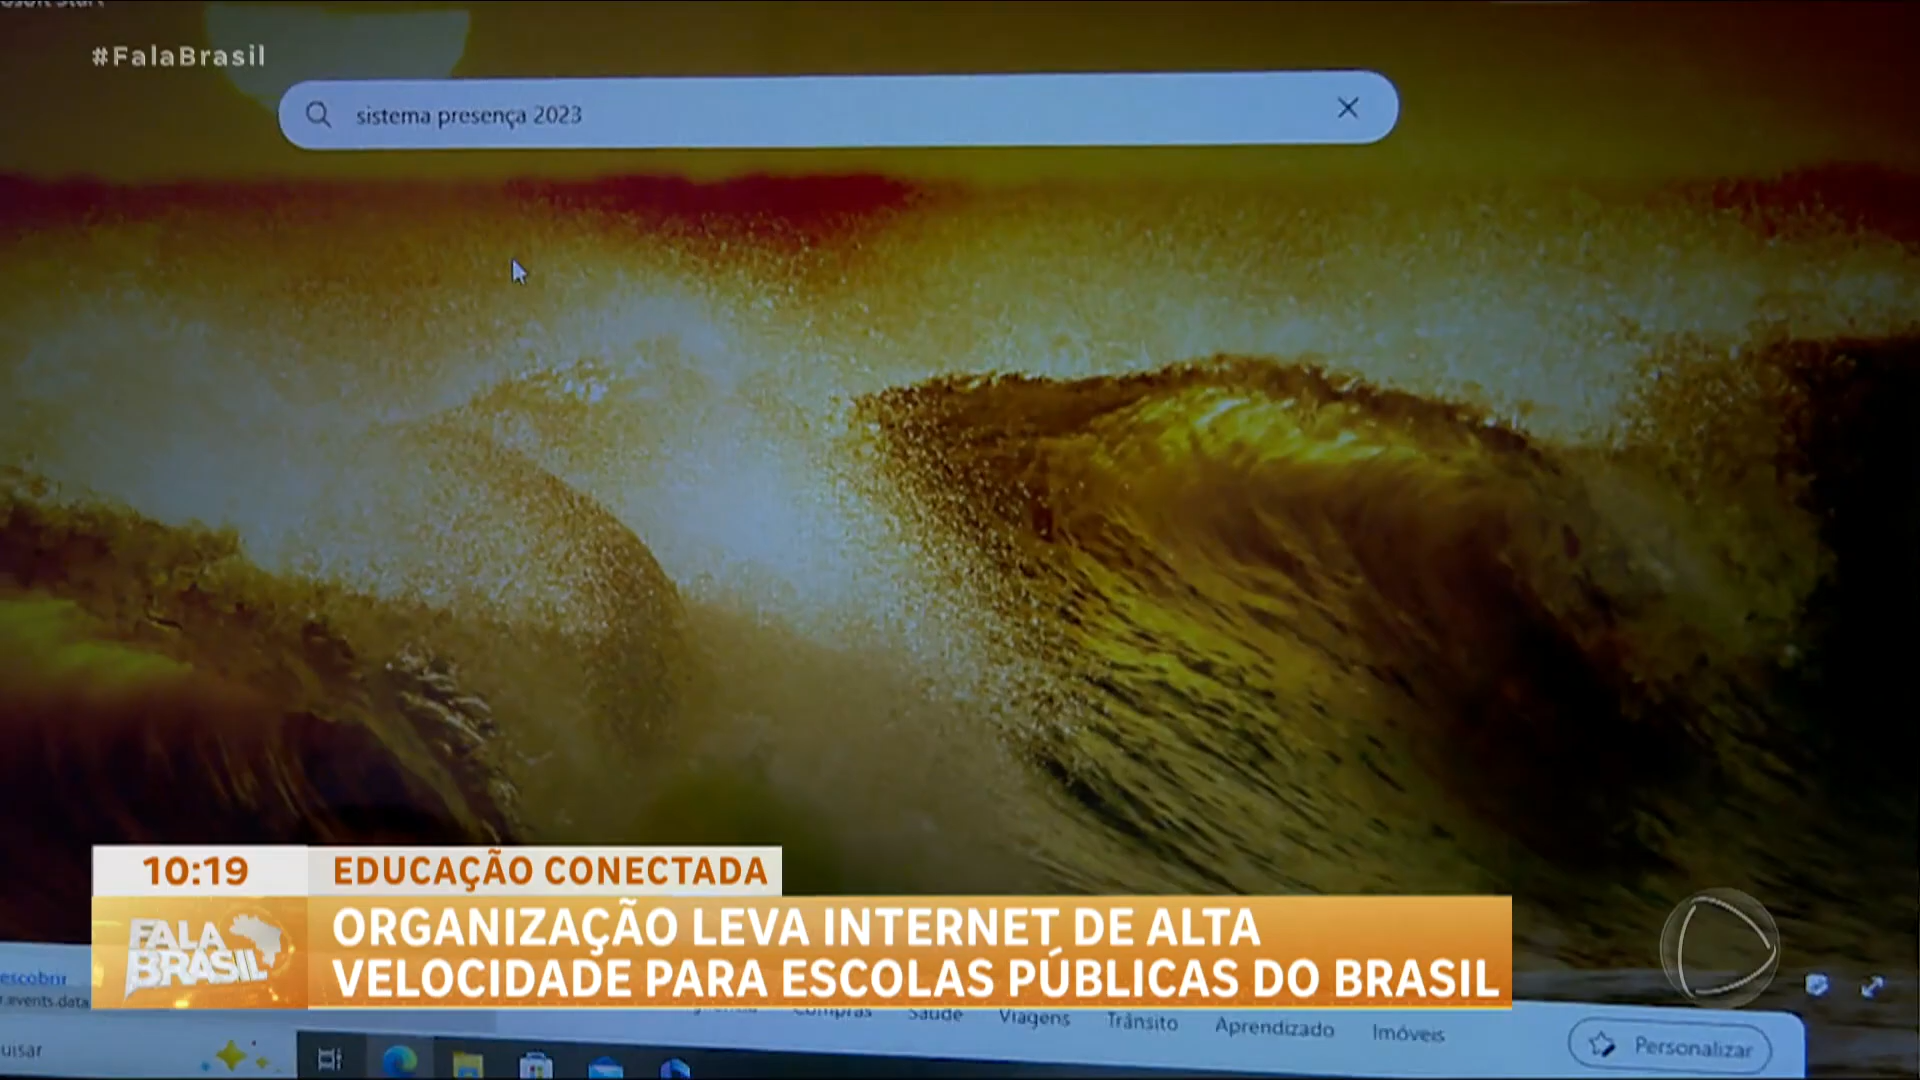 #FalaBrasil
sistema presença 2023
10:19
EDUCAÇÃO CONECTADA
FALA BRASIL
ORGANIZAÇÃO LEVA INTERNET DE ALTA
VELOCIDADE PARA ESCOLAS PÚBLICAS DO BRASIL
Compras Saúde Viagens Trânsito Aprendizado Imóveis
Personalizar